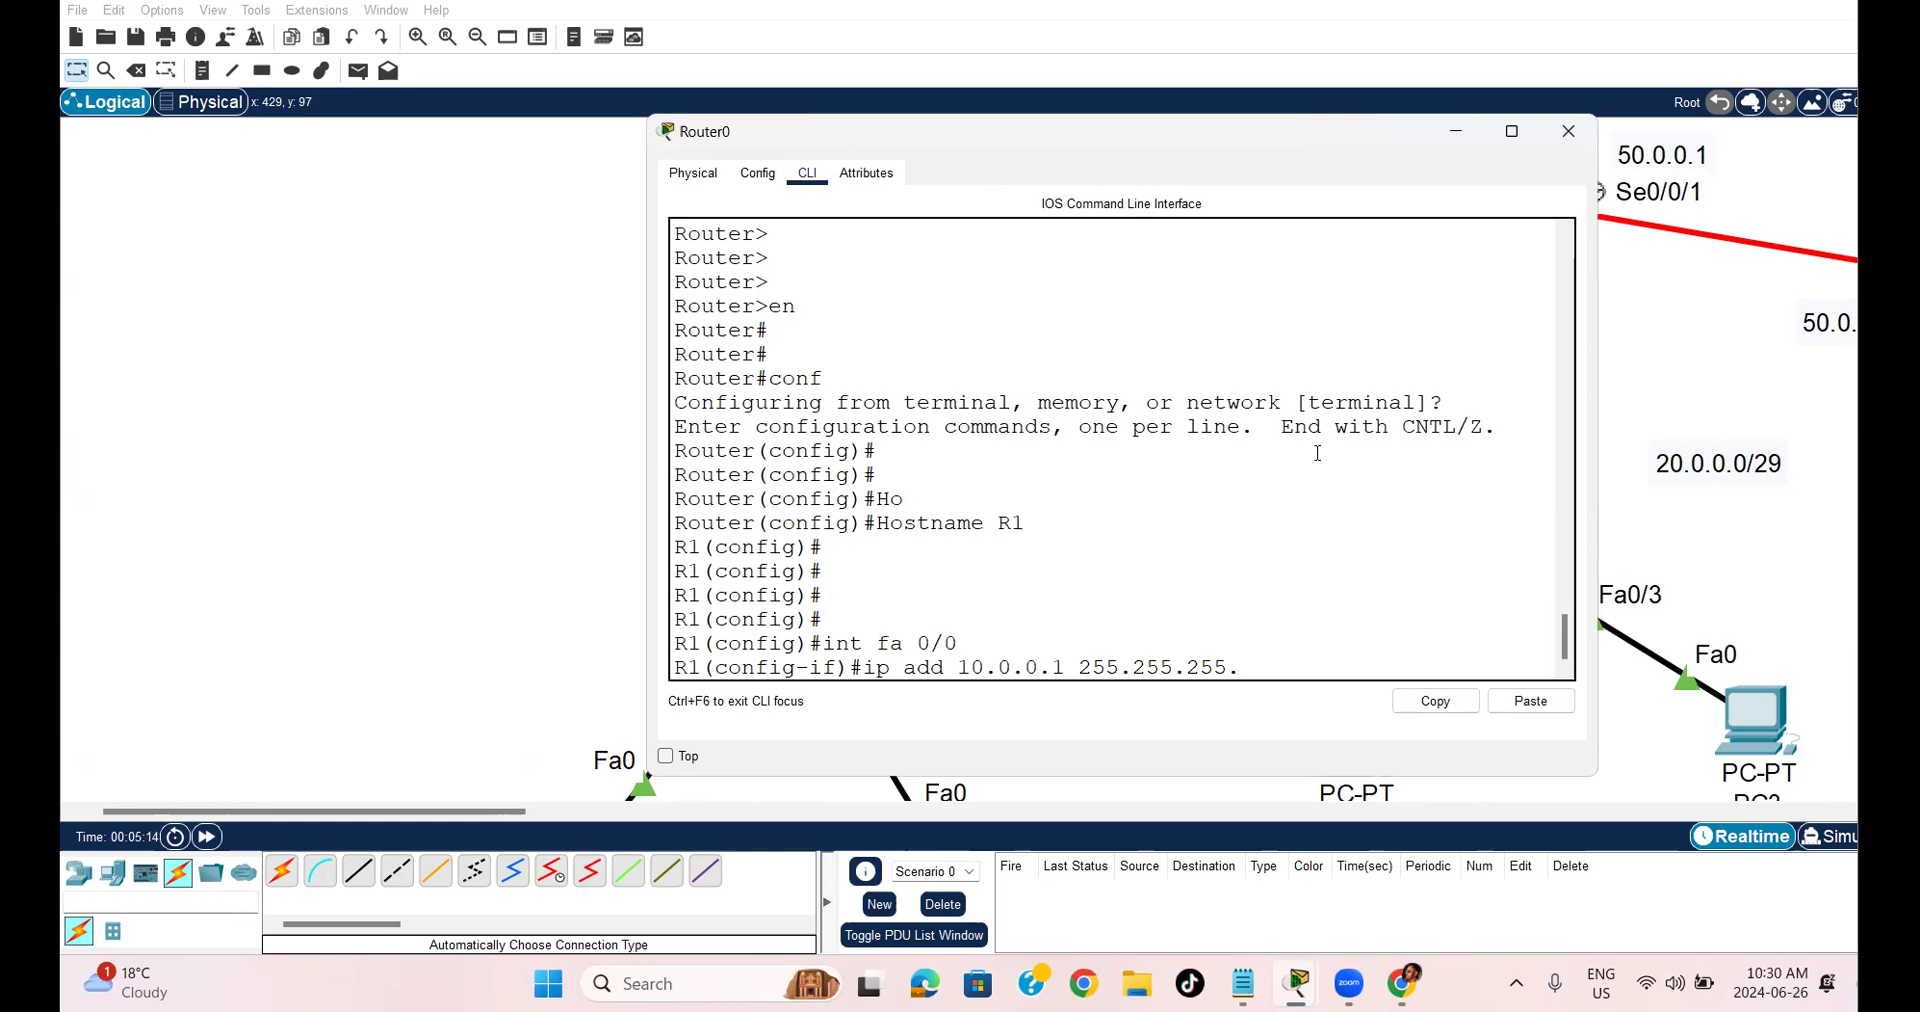 File Edit Options View Tools Extensions Window Help
Logical Physical x: 429, y: 97
Root
Router0
50.0.0.1
Se0/0/1
Physical Config CLI Attributes
IOS Command Line Interface
Router>
Router>
Router>
Router>en
Router#
Router#
Router#conf
Configuring from terminal, memory, or network [terminal]?
Enter configuration commands, one per line.  End with CNTL/Z.
Router(config)#
Router(config)#
Router(config)#Ho
Router(config)#Hostname R1
R1(config)#
R1(config)#
R1(config)#
R1(config)#
R1(config)#int fa 0/0
R1(config-if)#ip add 10.0.0.1 255.255.255.
50.0.
20.0.0.0/29
Fa0/3
Fa0
Ctrl+F6 to exit CLI focus
Copy Paste
Top
Fa0
Fa0
PC-PT
PC-PT
Time: 00:05:14
Realtime Simu
Scenario 0
New Delete
Toggle PDU List Window
Fire Last Status Source Destination Type Color Time(sec) Periodic Num Edit Delete
Automatically Choose Connection Type
1
18°C
Cloudy
Search
zoom
ENG
US
10:30 AM
2024-06-26